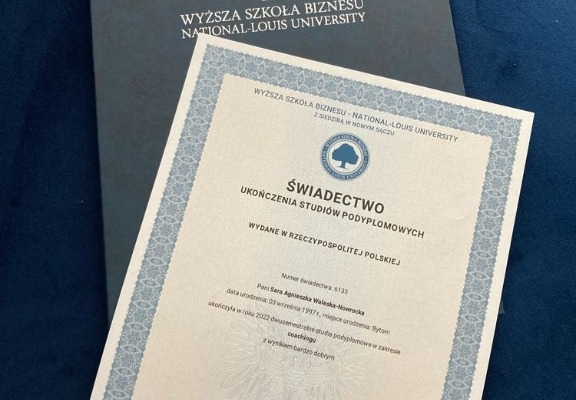 WYŻSZA SZKOŁA BIZNESU
NATIONAL-LOUIS UNIVERSITY
WYŻSZA SZKOŁA BIZNESU - NATIONAL-LOUIS UNIVERSITY
Z SIEDZIBĄ W NOWYM SĄCZU
ŚWIADECTWO
UKOŃCZENIA STUDIÓW PODYPLOMOWYCH
WYDANE W RZECZYPOSPOLITEJ POLSKIEJ
Numer świadectwa: 6133
Pani Sara Agnieszka Waleska-Nowrocka
data urodzenia: 03 września 1997 r., miejsce urodzenia: Bytom
ukończyła w roku 2022 dwusemestralne studia podyplomowe w zakresie
coachingu
z wynikiem bardzo dobrym